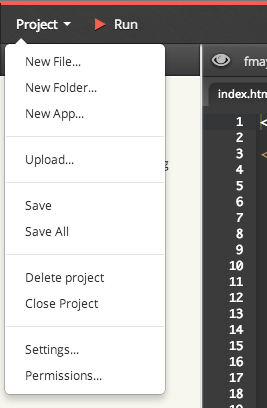 Project Run
New File...
New Folder...
New App...
Upload...
Save
Save All
Delete project
Close Project
Settings...
Permissions...
fmay
index.htm
1 <
2
3 <
4
5
6
7
8
9
10
11
12
13
14
15
16
17
18